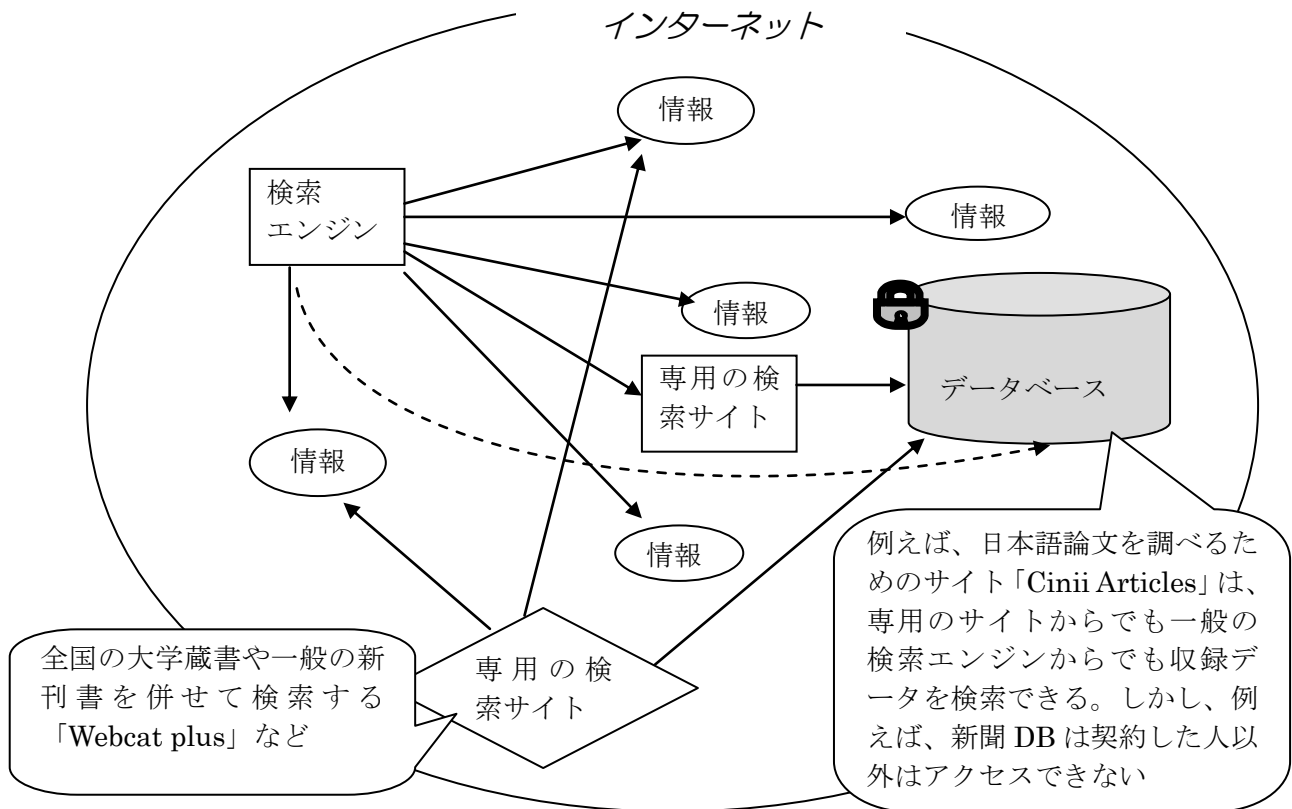 インターネット
情報
検索
エンジン
情報
情報
専用の検
索サイト
データベース
情報
情報
例えば、日本語論文を調べるた
めのサイト「Cinii Articles」は、
専用のサイトからでも一般の
検索エンジンからでも収録デ
ータを検索できる。しかし、例
えば、新聞 DB は契約した人以
外はアクセスできない
全国の大学蔵書や一般の新
刊書を併せて検索する
「Webcat plus」など
専用の検
索サイト